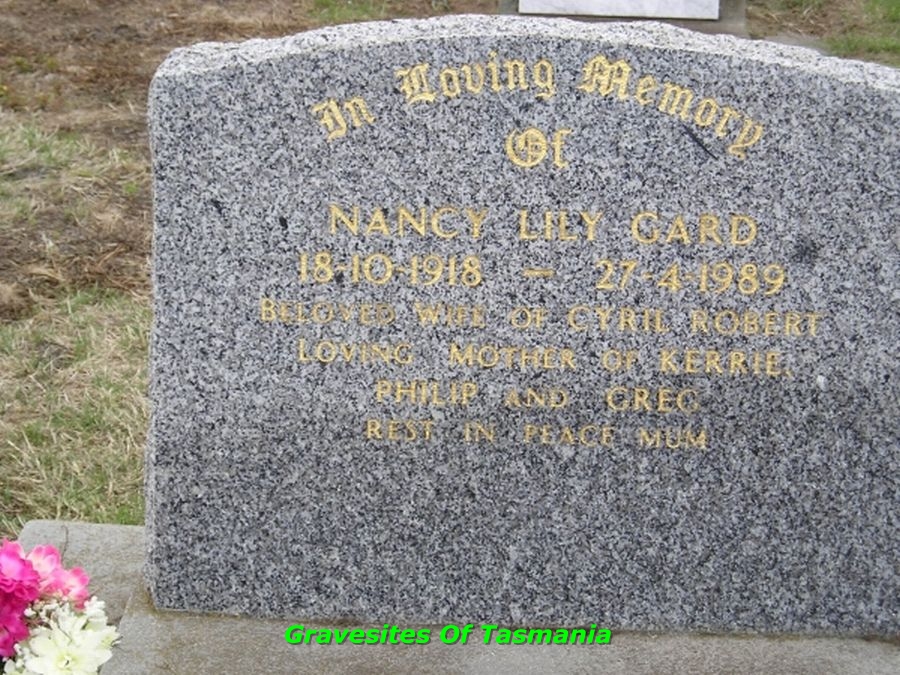 In Loving Memory
Of
NANCY LILY GARD
18-10-1918 — 27-4-1989
BELOVED WIFE OF CYRIL ROBERT
LOVING MOTHER OF KERRIE,
PHILIP AND GREG
REST IN PEACE MUM
Gravesites Of Tasmania